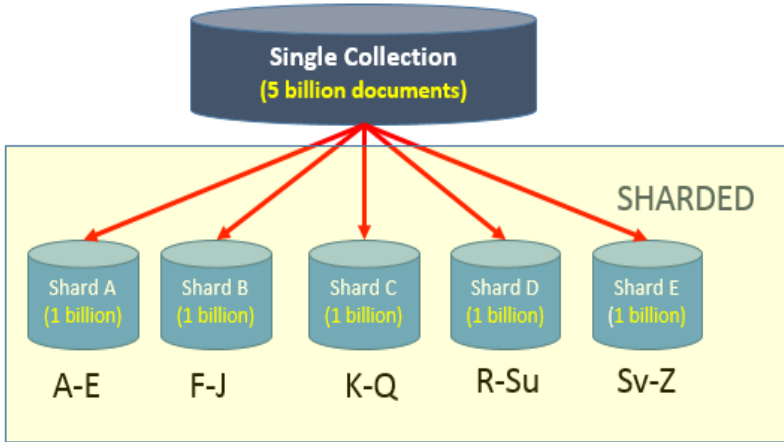 Single Collection
(5 billion documents)
SHARDED
Shard A
(1 billion)
Shard B
(1 billion)
Shard C
(1 billion)
Shard D
(1 billion)
Shard E
(1 billion)
A-E
F-J
K-Q
R-Su
Sv-Z